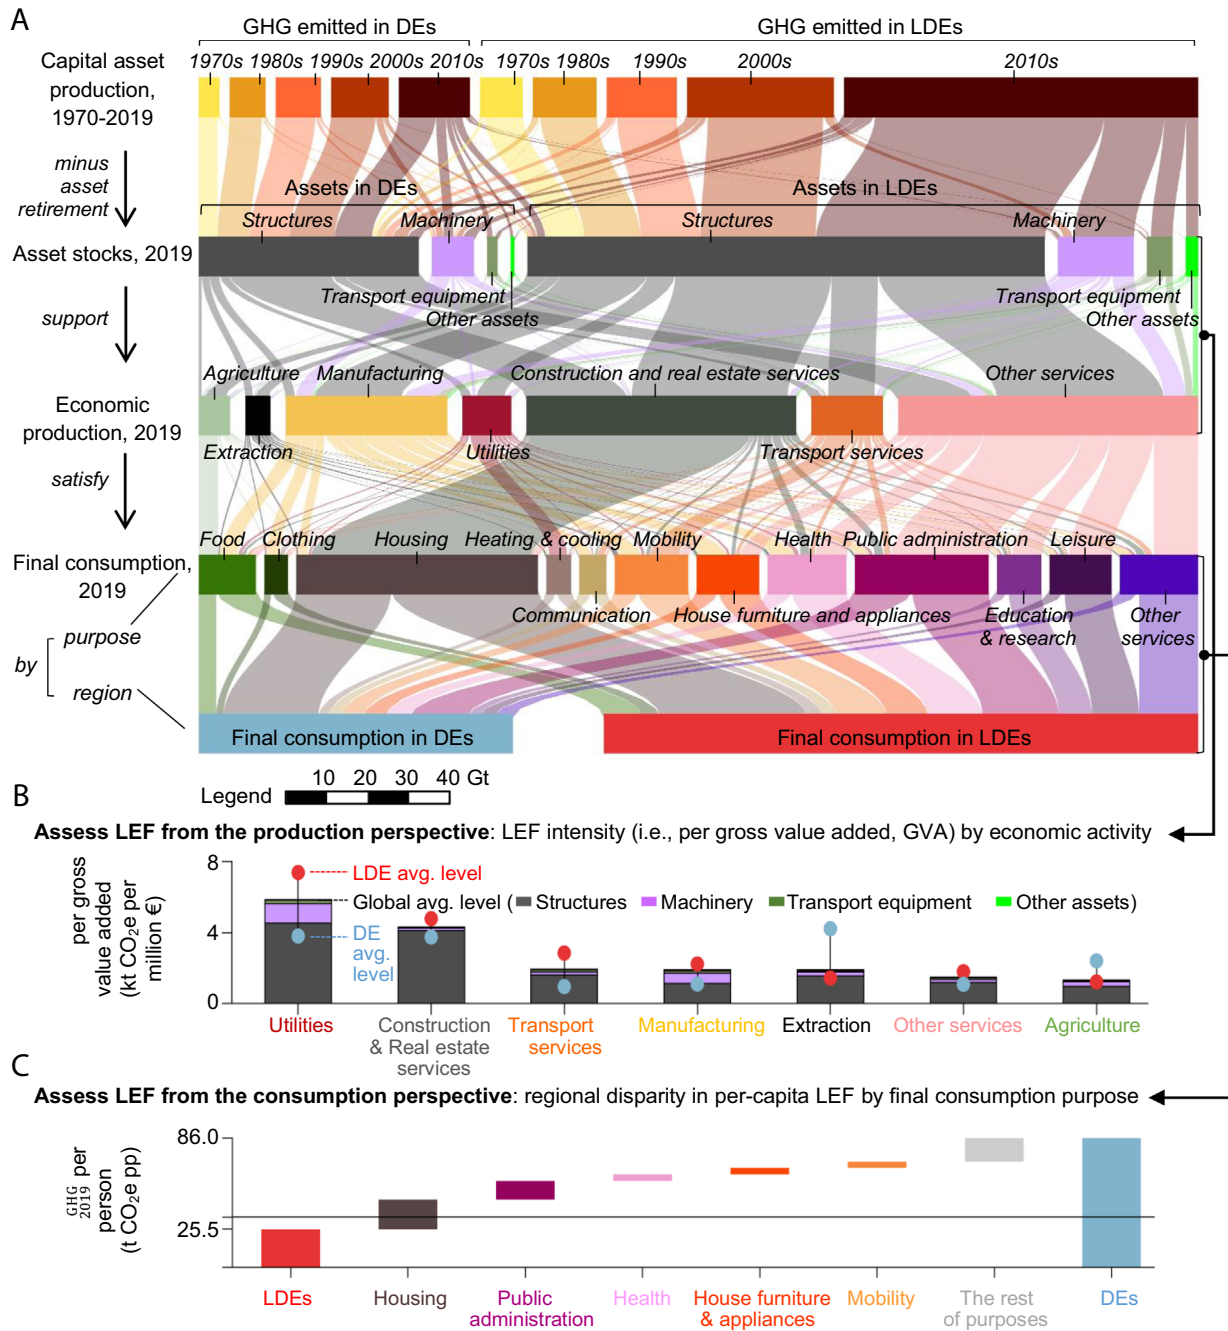 A
GHG emitted in DEs
GHG emitted in LDEs
Capital asset
production,
1970-2019
1970s 1980s 1990s 2000s 2010s 1970s 1980s 1990s 2000s 2010s
minus
asset
retirement
Assets in DEs
Assets in LDEs
Structures Machinery Structures Machinery
Asset stocks, 2019
Transport equipment
Other assets
Transport equipment
Other assets
support
Agriculture Manufacturing Construction and real estate services Other services
Economic
production, 2019
Extraction Utilities Transport services
satisfy
Food Clothing Housing Heating & cooling Mobility Health Public administration Leisure
Final consumption,
2019
Communication House furniture and appliances Education
& research
Other
services
purpose
by
region
Final consumption in DEs
Final consumption in LDEs
Legend
10 20 30 40 Gt
B
Assess LEF from the production perspective: LEF intensity (i.e., per gross value added, GVA) by economic activity
per gross
value added
(kt CO₂e per
million €)
8
4
0
LDE avg. level
Global avg. level (Structures Machinery Transport equipment Other assets)
DE
avg.
level
Utilities
Construction
& Real estate
services
Transport
services
Manufacturing
Extraction
Other services
Agriculture
C
Assess LEF from the consumption perspective: regional disparity in per-capita LEF by final consumption purpose
GHG
2019 per
person
(t CO₂e pp)
86.0
25.5
LDEs
Housing
Public
administration
Health
House furniture
& appliances
Mobility
The rest
of purposes
DEs